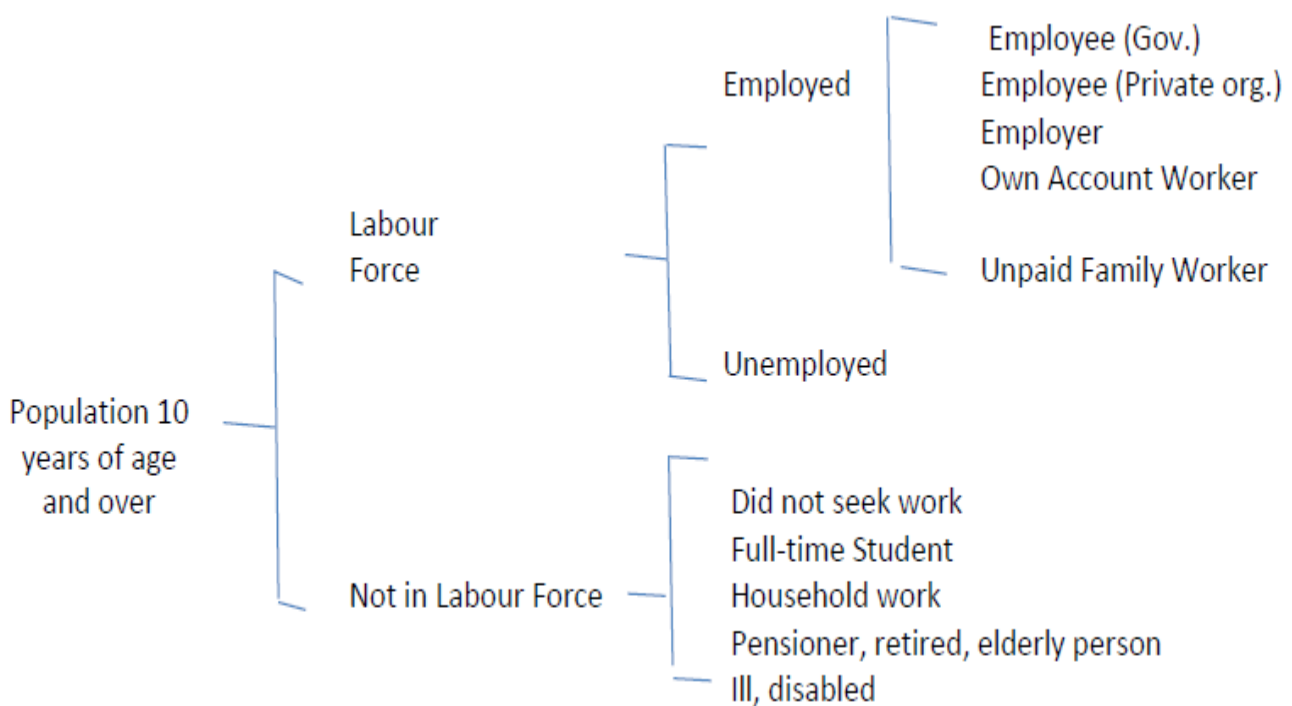 Employee (Gov.)
Employed
Employee (Private org.)
Employer
Own Account Worker
Labour
Force
Unpaid Family Worker
Unemployed
Population 10
years of age
and over
Did not seek work
Full-time Student
Not in Labour Force
Household work
Pensioner, retired, elderly person
Ill, disabled